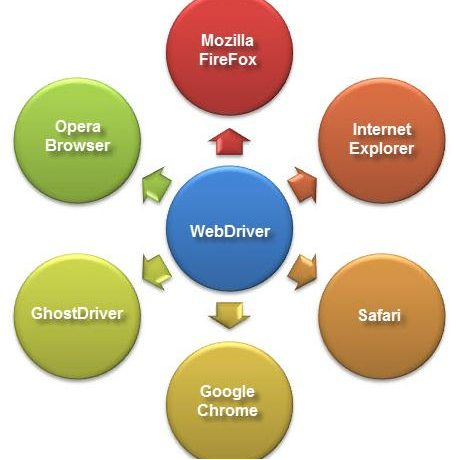 Mozilla
FireFox
Opera
Browser
Internet
Explorer
WebDriver
GhostDriver
Safari
Google
Chrome